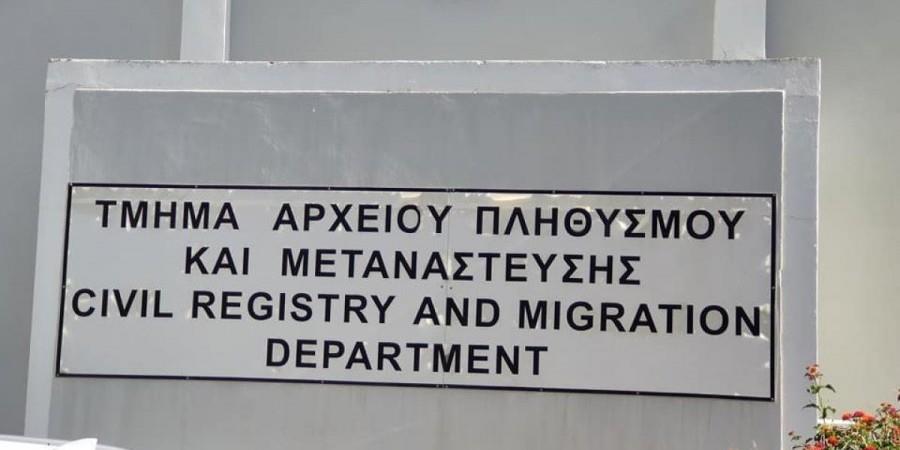 ΤΜΗΜΑ ΑΡΧΕΙΟΥ ΠΛΗΘΥΣΜΟΥ
ΚΑΙ ΜΕΤΑΝΑΣΤΕΥΣΗΣ
CIVIL REGISTRY AND MIGRATION
DEPARTMENT